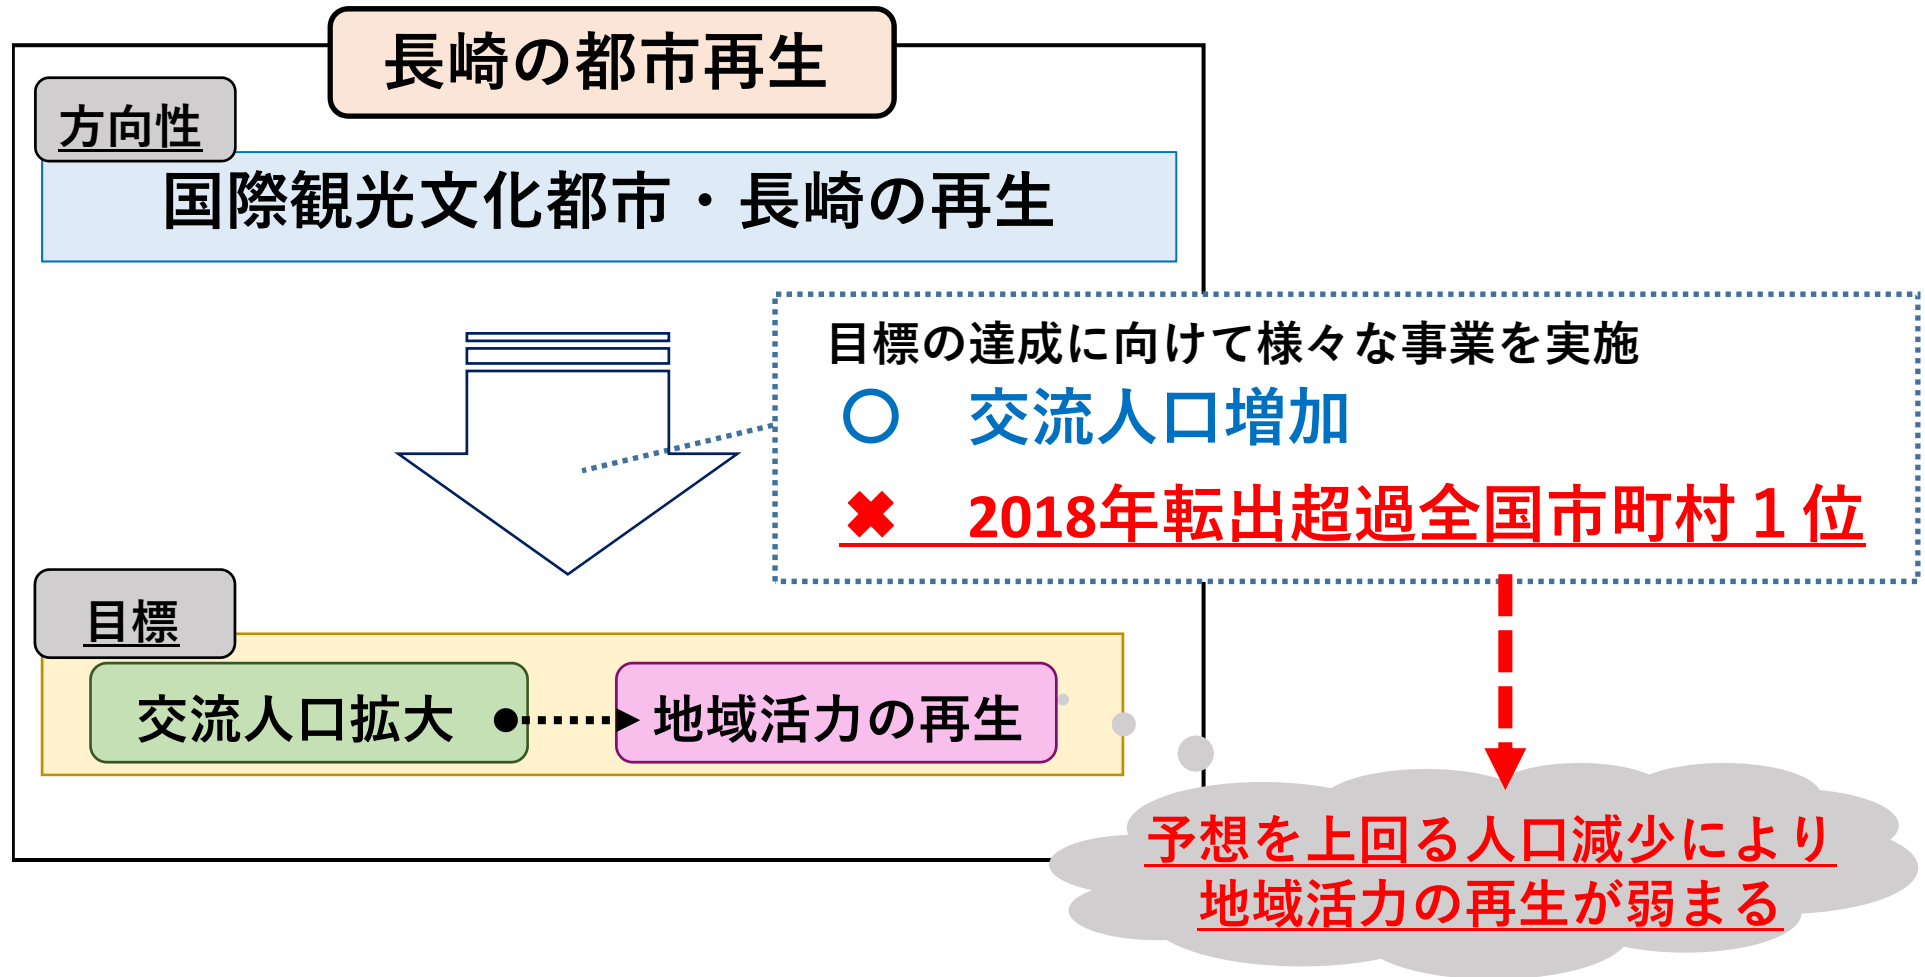 長崎の都市再生
方向性
国際観光文化都市・長崎の再生
目標の達成に向けて様々な事業を実施
〇　交流人口増加
✖　2018年転出超過全国市町村１位
目標
交流人口拡大
地域活力の再生
予想を上回る人口減少により
地域活力の再生が弱まる